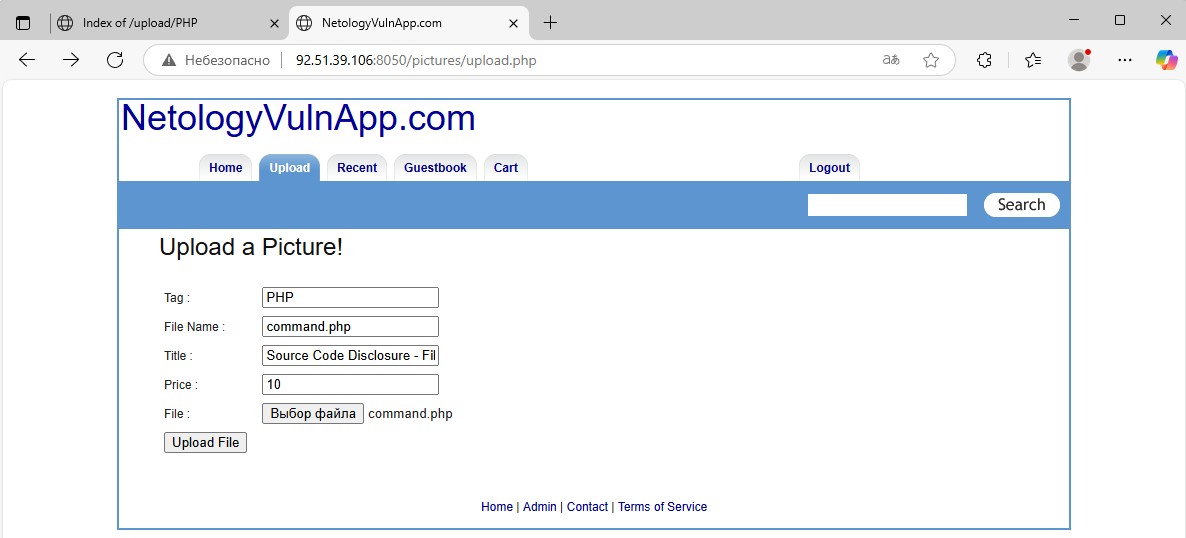 Index of /upload/PHP
NetologyVulnApp.com
Небезопасно 92.51.39.106:8050/pictures/upload.php
NetologyVulnApp.com
Home Upload Recent Guestbook Cart Logout
Search
Upload a Picture!
Tag : PHP
File Name : command.php
Title : Source Code Disclosure - Fil
Price : 10
File : Выбор файла command.php
Upload File
Home | Admin | Contact | Terms of Service